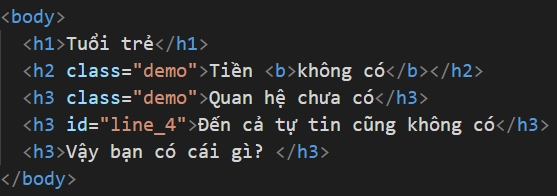 <body>
<h1>Tuổi trẻ</h1>
<h2 class="demo">Tiền <b>không có</b></h2>
<h3 class="demo">Quan hệ chưa có</h3>
<h3 id="line_4">Đến cả tự tin cũng không có</h3>
<h3>Vậy bạn có cái gì? </h3>
</body>